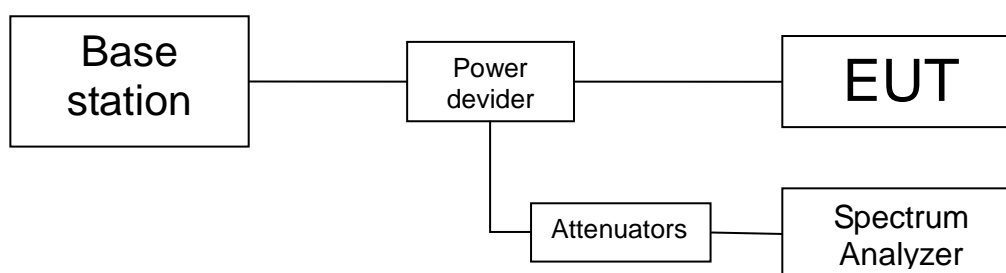 Base
station
Power
devider
EUT
Attenuators
Spectrum
Analyzer